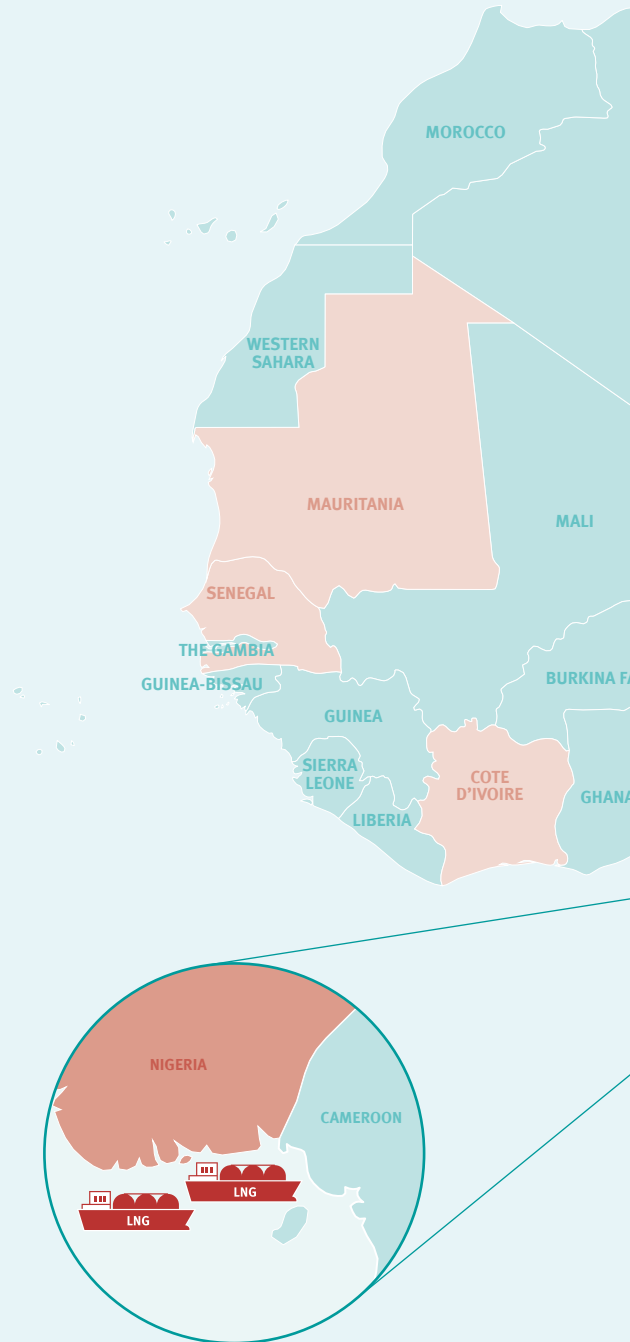 MOROCCO
WESTERN
SAHARA
MAURITANIA
MALI
SENEGAL
THE GAMBIA
GUINEA-BISSAU
BURKINA FA
GUINEA
SIERRA
LEONE
COTE
D'IVOIRE
GHANA
LIBERIA
NIGERIA
CAMEROON
LNG
LNG